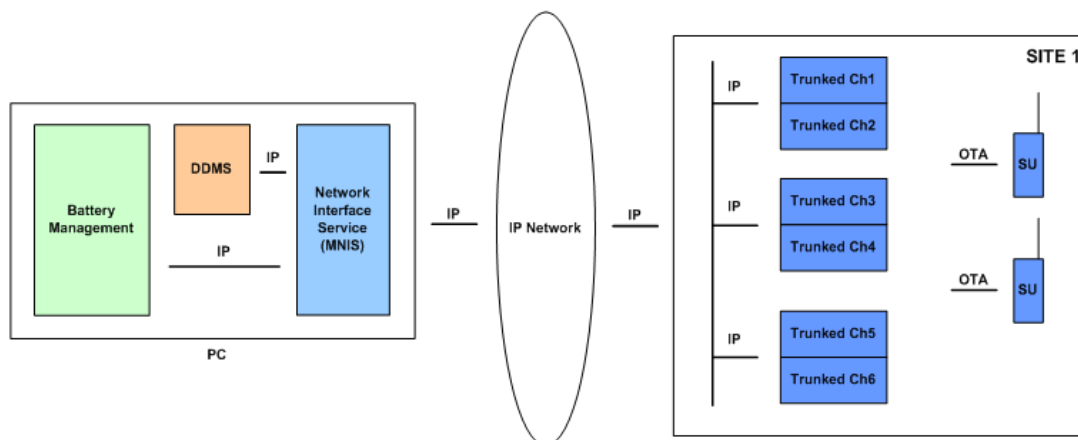 Battery
Management
DDMS
IP
Network
Interface
Service
(MNIS)
IP
PC
IP
IP Network
IP
SITE 1
IP
Trunked Ch1
Trunked Ch2
IP
Trunked Ch3
Trunked Ch4
IP
Trunked Ch5
Trunked Ch6
OTA
SU
OTA
SU